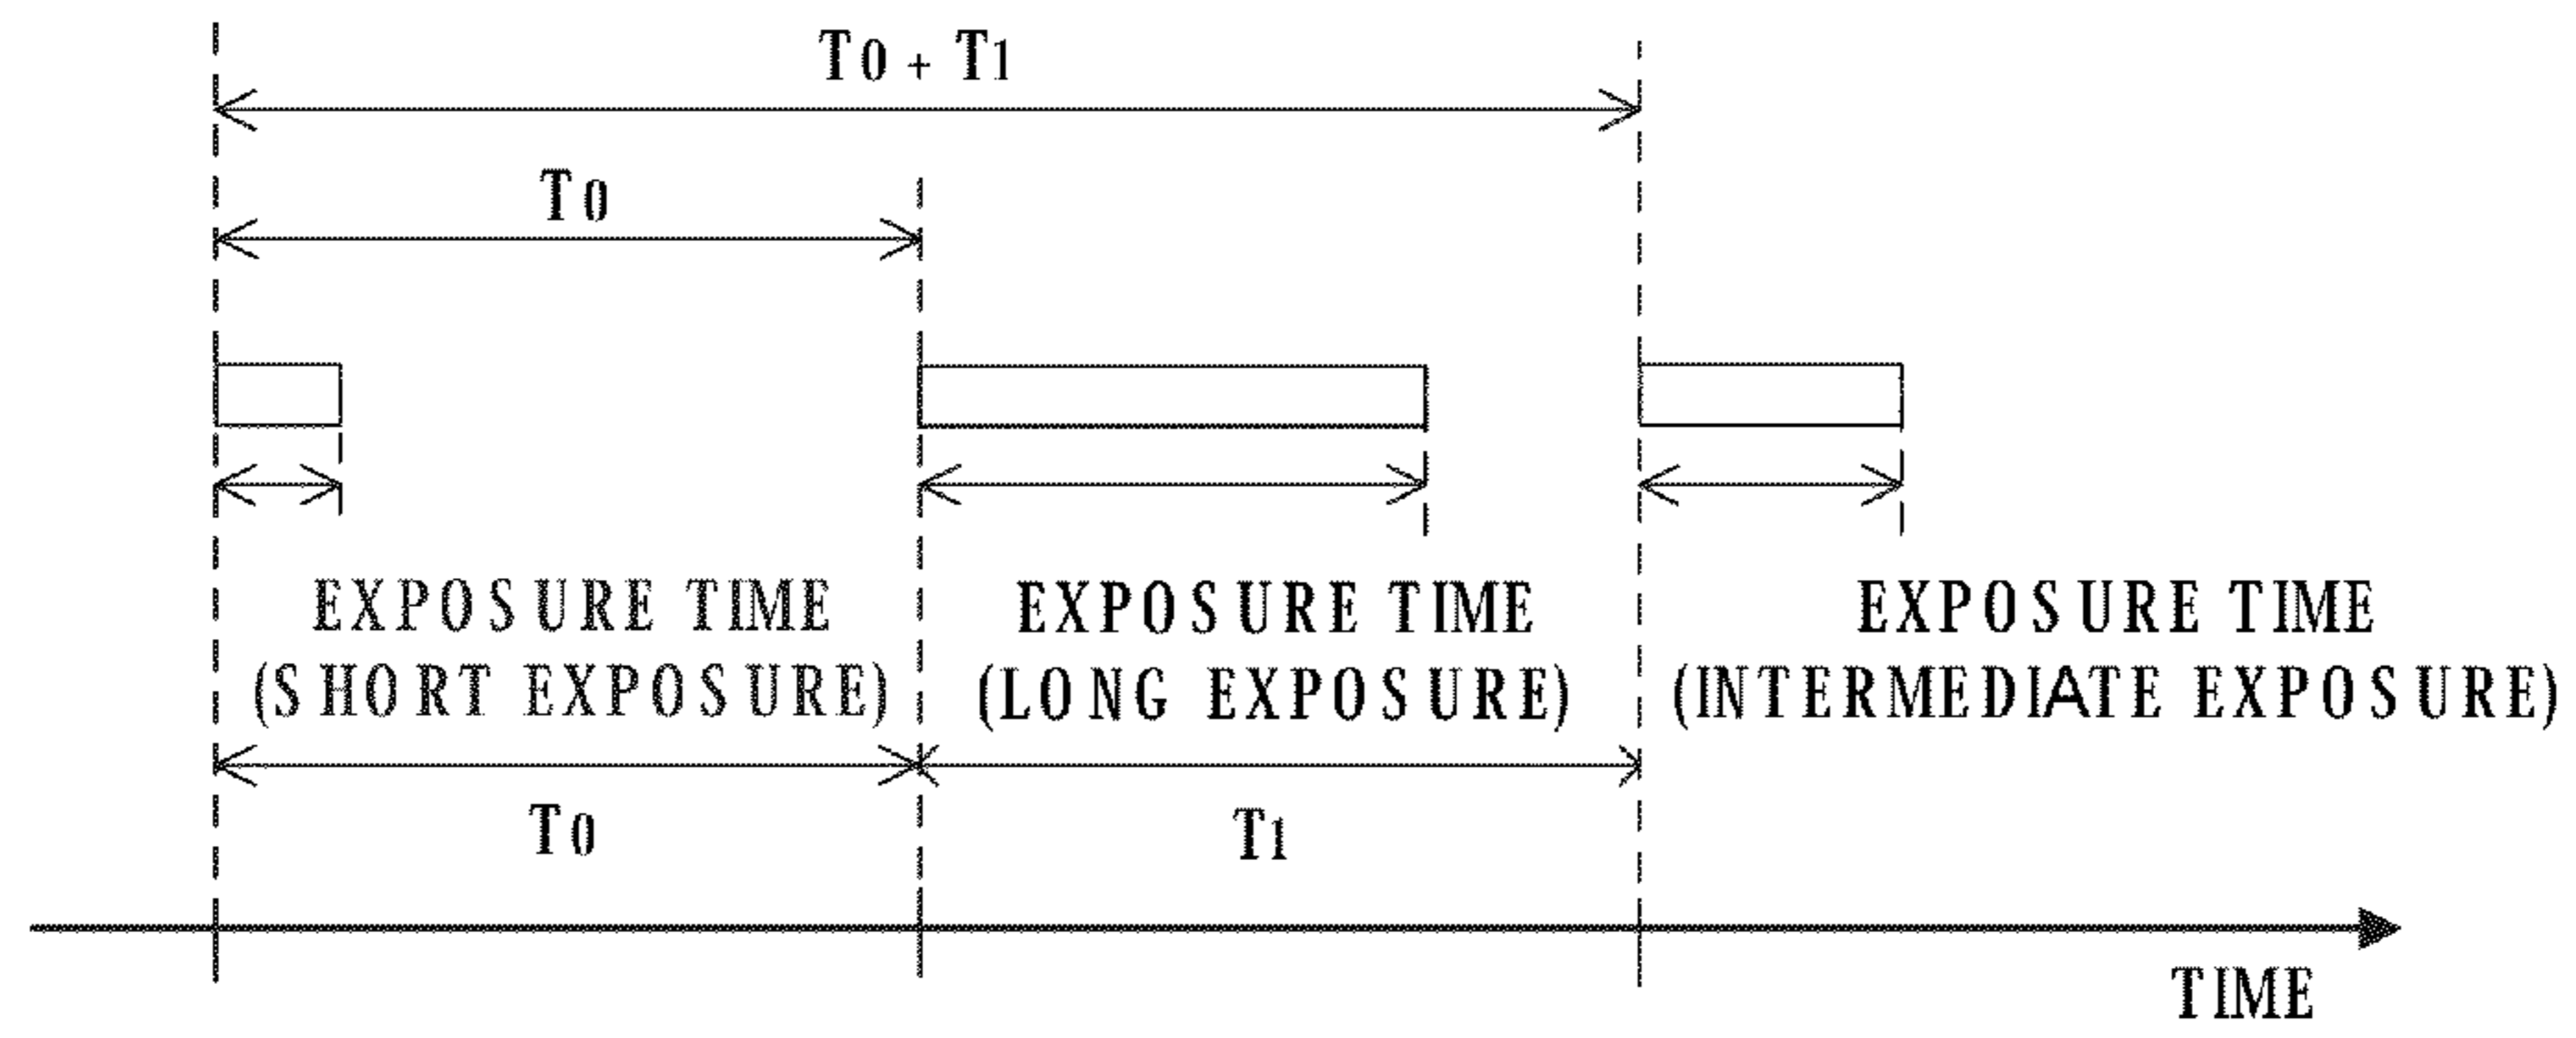 T0 + T1
T0
EXPOSURE TIME
(SHORT EXPOSURE)
EXPOSURE TIME
(LONG EXPOSURE)
EXPOSURE TIME
(INTERMEDIATE EXPOSURE)
T0
T1
TIME